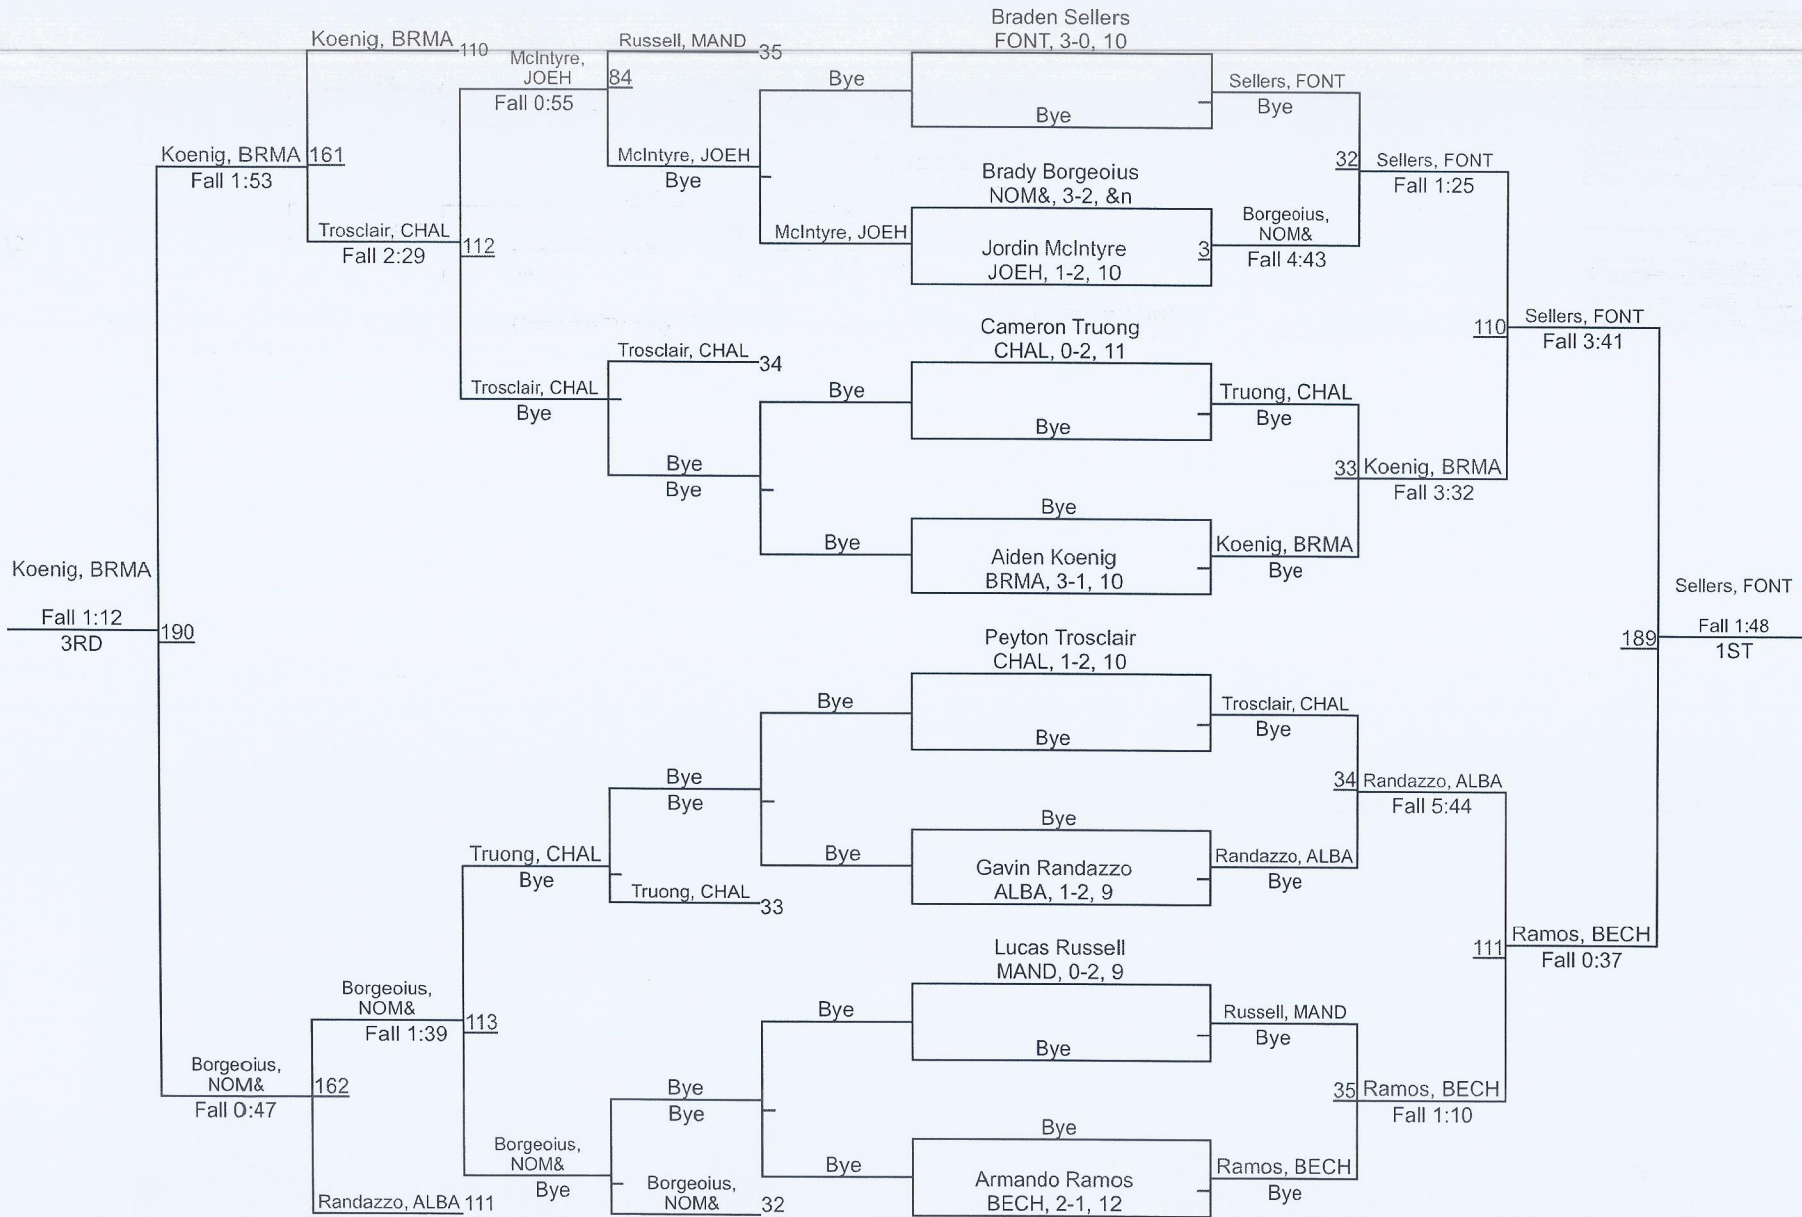 Braden Sellers
FONT, 3-0, 10
Bye
Brady Borgeoius
NOM&, 3-2, &n
Jordin McIntyre
JOEH, 1-2, 10
3
Cameron Truong
CHAL, 0-2, 11
Bye
Bye
Aiden Koenig
BRMA, 3-1, 10
Peyton Trosclair
CHAL, 1-2, 10
Bye
Bye
Gavin Randazzo
ALBA, 1-2, 9
Lucas Russell
MAND, 0-2, 9
Bye
Bye
Armando Ramos
BECH, 2-1, 12
Sellers, FONT
Bye
Borgeoius,
NOM&
Fall 4:43
Truong, CHAL
Bye
Koenig, BRMA
Bye
Trosclair, CHAL
Bye
Randazzo, ALBA
Bye
Russell, MAND
Bye
Ramos, BECH
Bye
32
Sellers, FONT
Fall 1:25
33
Koenig, BRMA
Fall 3:32
34
Randazzo, ALBA
Fall 5:44
35
Ramos, BECH
Fall 1:10
110
Sellers, FONT
Fall 3:41
111
Ramos, BECH
Fall 0:37
189
Sellers, FONT
Fall 1:48
1ST
Bye
McIntyre, JOEH
Bye
Bye
Bye
Bye
Bye
Bye
Russell, MAND
35
McIntyre, JOEH
Bye
Trosclair, CHAL
34
Bye
Bye
Bye
Bye
Truong, CHAL
33
Bye
Bye
Borgeoius,
NOM&
32
McIntyre,
JOEH
84
Fall 0:55
Trosclair, CHAL
Bye
Truong, CHAL
Bye
Borgeoius,
NOM&
Bye
Koenig, BRMA
110
Trosclair, CHAL
Fall 2:29
112
Borgeoius,
NOM&
Fall 1:39
113
Randazzo, ALBA
111
Koenig, BRMA
161
Fall 1:53
Borgeoius,
NOM&
162
Fall 0:47
Koenig, BRMA
Fall 1:12
3RD
190